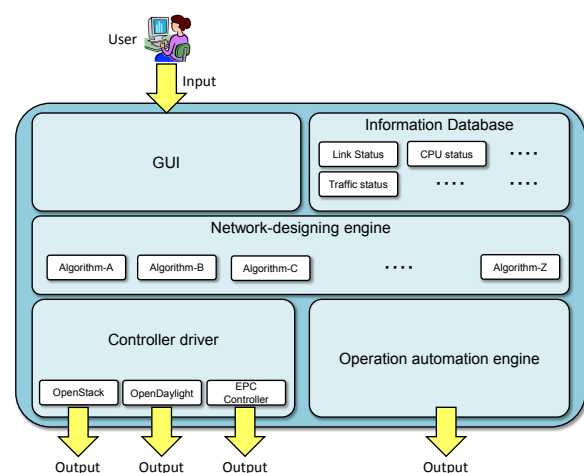 User
Input
GUI
Information Database
Link Status
CPU status
....
Traffic status
....
....
Network-designing engine
Algorithm-A
Algorithm-B
Algorithm-C
....
Algorithm-Z
Controller driver
Operation automation engine
OpenStack
OpenDaylight
EPC
Controller
Output
Output
Output
Output